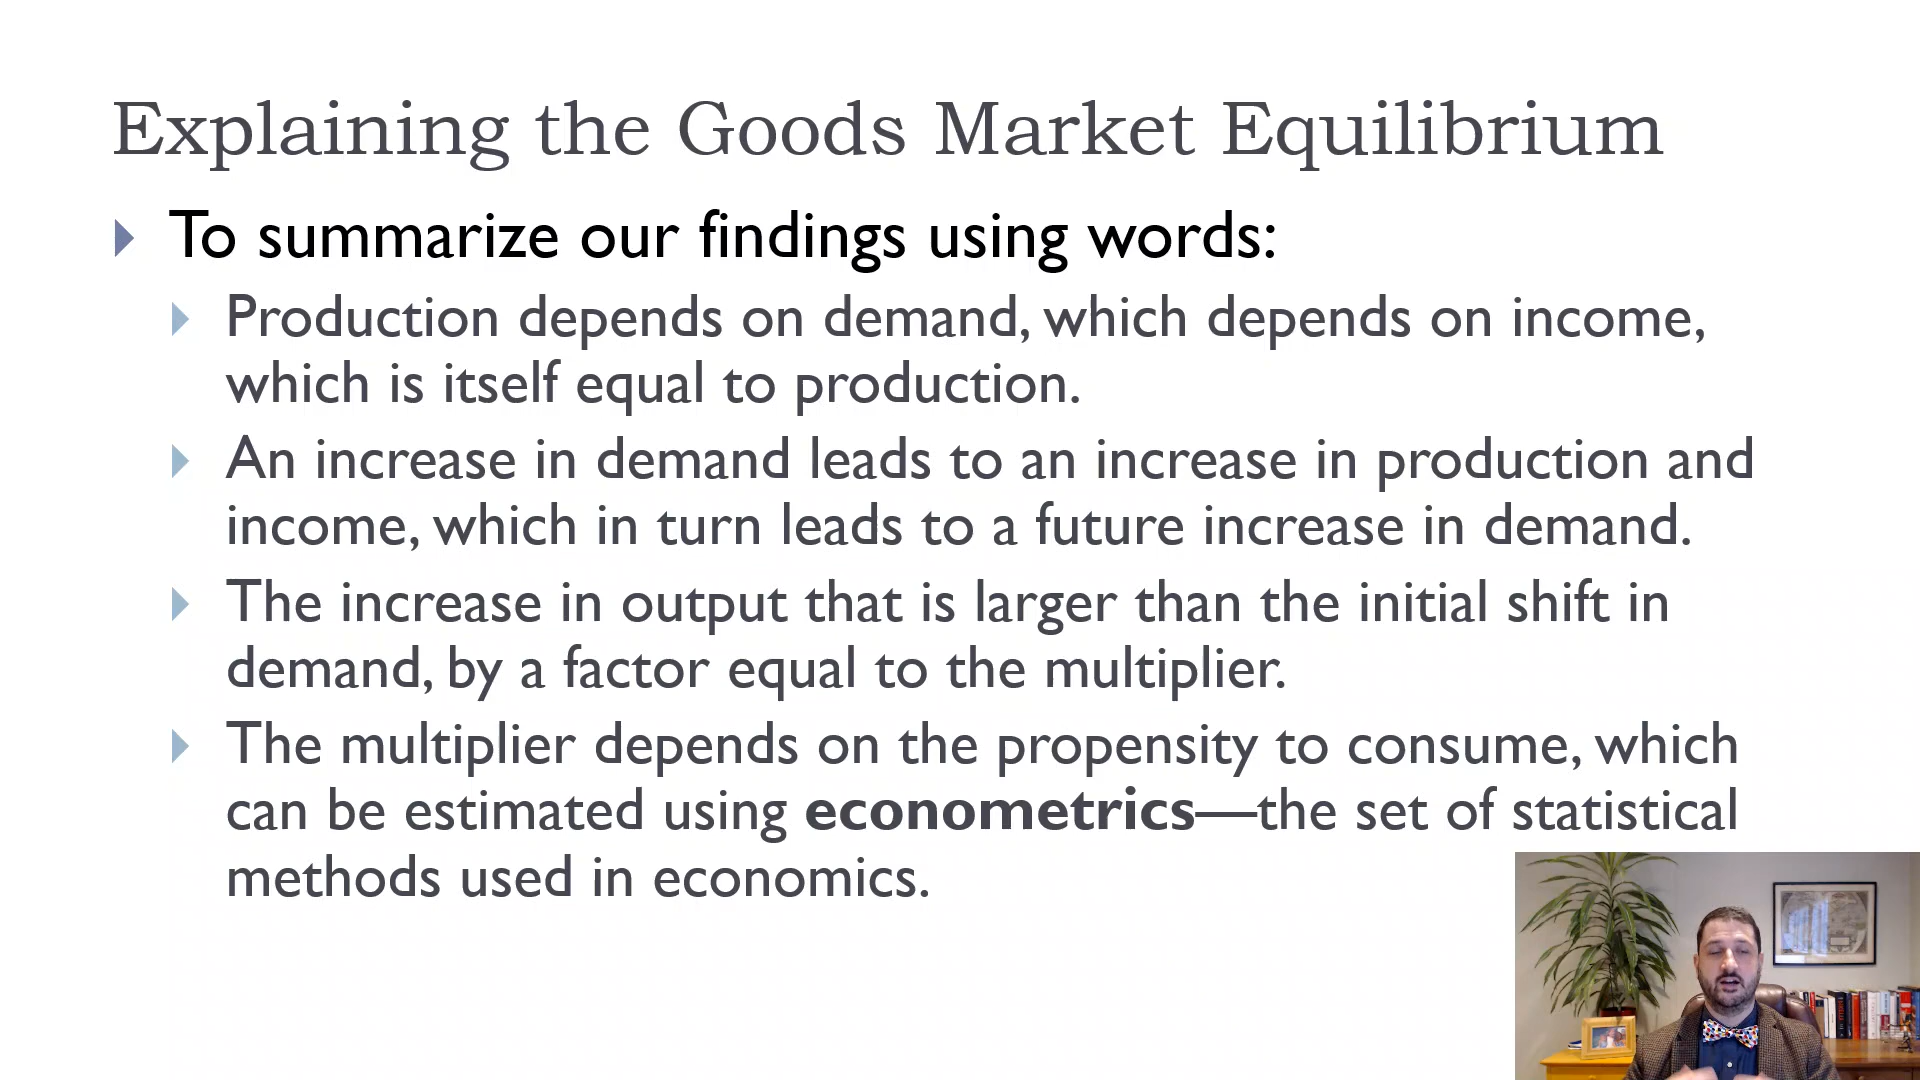 Explaining the Goods Market Equilibrium
To summarize our findings using words:
Production depends on demand, which depends on income,
which is itself equal to production.
An increase in demand leads to an increase in production and
income, which in turn leads to a future increase in demand.
The increase in output that is larger than the initial shift in
demand, by a factor equal to the multiplier.
The multiplier depends on the propensity to consume, which
can be estimated using econometrics—the set of statistical
methods used in economics.